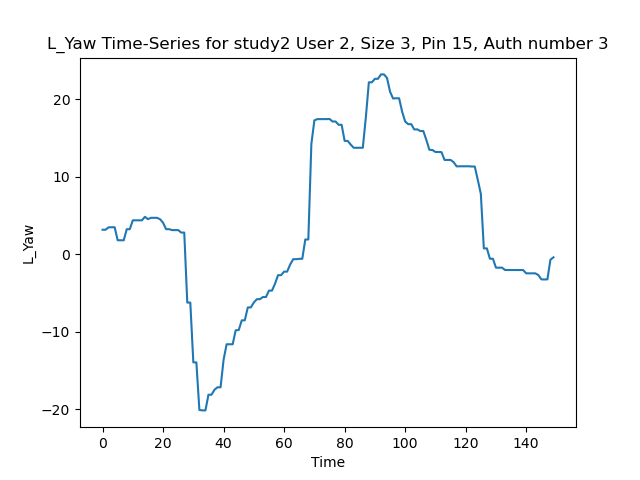 L_Yaw Time-Series for study2 User 2, Size 3, Pin 15, Auth number 3
20
10
0
−10
−20
L_Yaw
0 20 40 60 80 100 120 140
Time